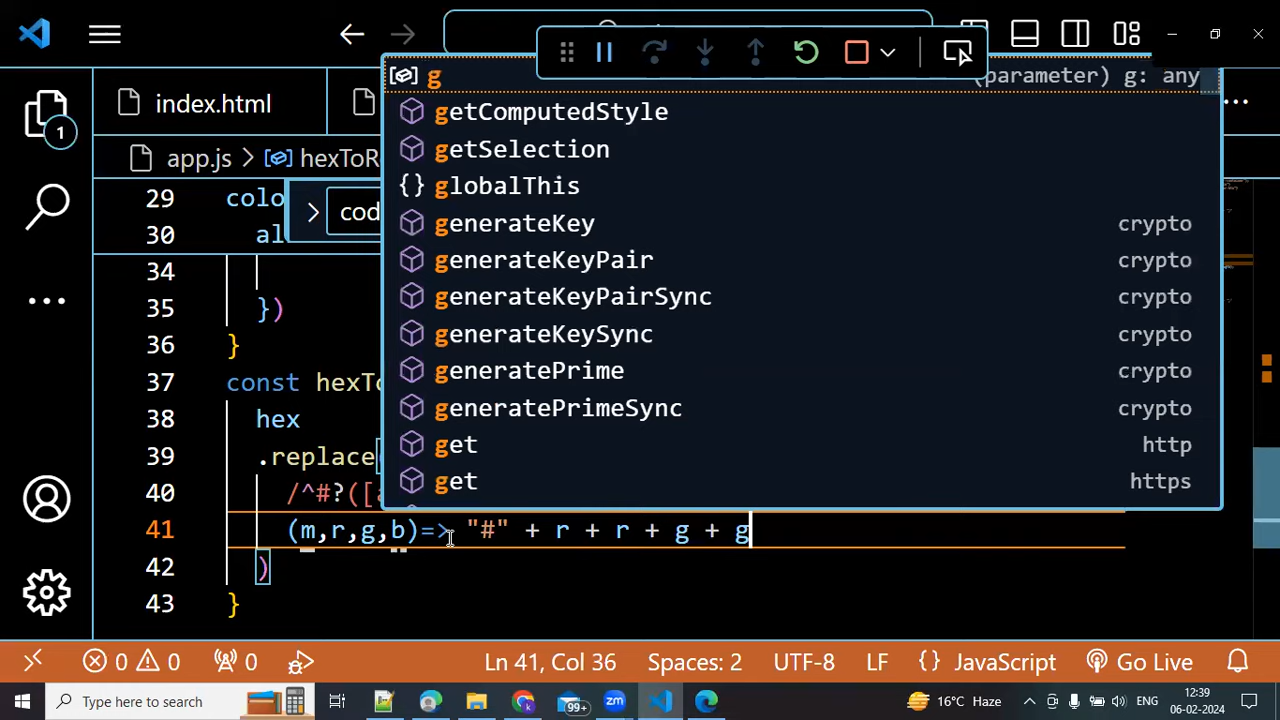 g
(parameter) g: any
index.html
getComputedStyle
getSelection
1
app.js
hexToR
29
colo
cod
globalThis
30
al
generateKey
crypto
34
generateKeyPair
crypto
35
})
generateKeyPairSync
crypto
36
}
generateKeySync
crypto
37
const hexTo
generatePrime
crypto
38
hex
generatePrimeSync
crypto
39
.replace(
get
http
40
/^#?([a
get
https
41
(m,r,g,b)=> "#" + r + r + g + g
42
)
43
}
0
0
0
Ln 41, Col 36
Spaces: 2
UTF-8
LF
{} JavaScript
Go Live
Type here to search
99+
zm
16°C Haze
ENG
12:39
06-02-2024